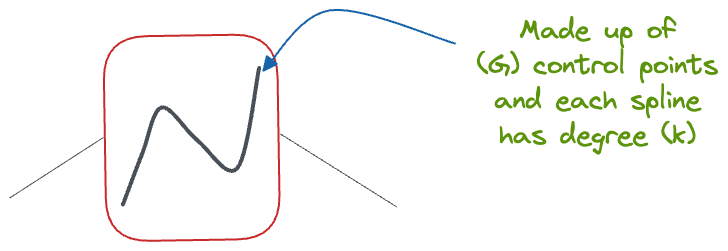 Made up of
(G) control points
and each spline
has degree (k)